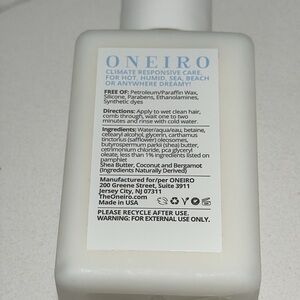 ONEIRO
CLIMATE RESPONSIVE CARE.
FOR HOT, HUMID, SEA, BEACH
OR ANYWHERE DREAMY!
FREE OF: Petroleum/Paraffin Wax,
Silicone, Parabens, Ethanolamines,
Synthetic dyes
Directions: Apply to wet clean hair,
comb through, wait one to two
minutes and rinse with cold water.
Ingredients: Water/aqua/eau, betaine,
cetearyl alcohol, glycerin, carthamus
tinctorius (safflower) oleosomes,
butyrospermum parkii (shea) butter,
cetrimonium chloride, pca glyceryl
oleate, less than 1% ingredients listed
on pamphlet
Shea Butter, Coconut and Bergamot
(Ingredients Naturally Derived)
Manufactured for/per ONEIRO
200 Greene Street, Suite 3911
Jersey City, NJ 07311
TheOneiro.com
Made in USA
PLEASE RECYCLE AFTER USE.
WARNING: FOR EXTERNAL USE ONLY.